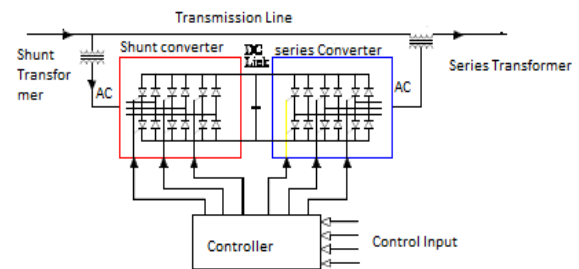 Transmission Line
Shunt converter
DC
Link
series Converter
Shunt
Transfor
mer
Series Transformer
AC
AC
Controller
Control Input